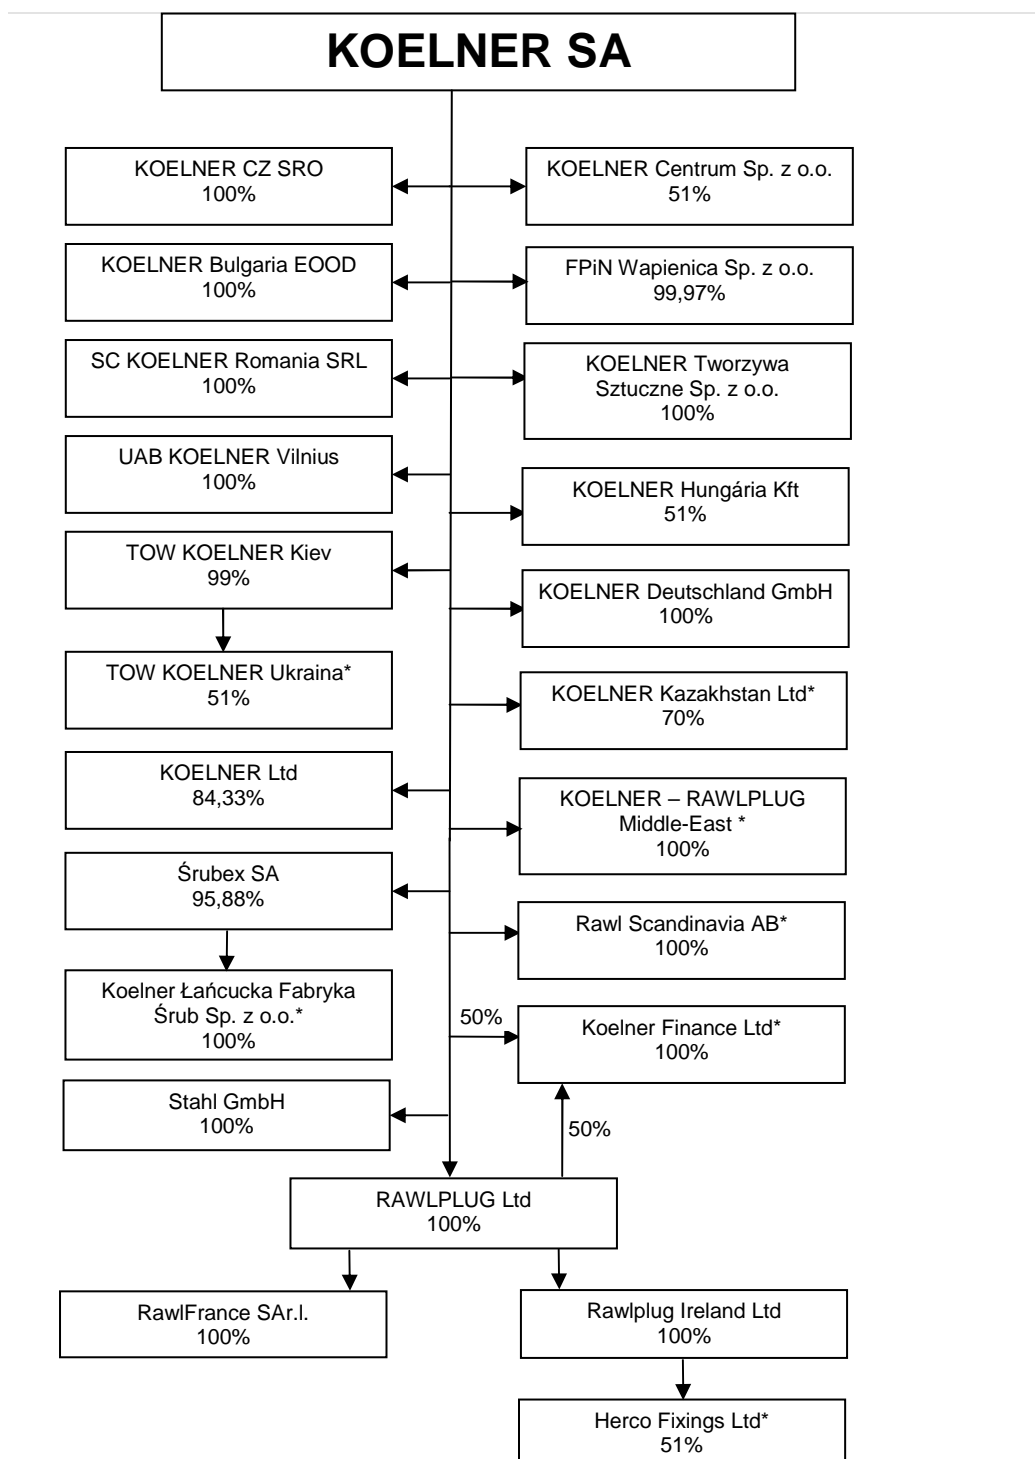 KOELNER SA
KOELNER CZ SRO
100%
KOELNER Centrum Sp. z o.o.
51%
KOELNER Bulgaria EOOD
100%
FPiN Wapienica Sp. z o.o.
99,97%
SC KOELNER Romania SRL
100%
KOELNER Tworzywa
Sztuczne Sp. z o.o.
100%
UAB KOELNER Vilnius
100%
KOELNER Hungária Kft
51%
TOW KOELNER Kiev
99%
KOELNER Deutschland GmbH
100%
TOW KOELNER Ukraina*
51%
KOELNER Kazakhstan Ltd*
70%
KOELNER Ltd
84,33%
KOELNER – RAWLPLUG
Middle-East *
100%
Śrubex SA
95,88%
Rawl Scandinavia AB*
100%
Koelner Łańcucka Fabryka
Śrub Sp. z o.o.*
100%
50%
Koelner Finance Ltd*
100%
Stahl GmbH
100%
50%
RAWLPLUG Ltd
100%
RawlFrance SAr.l.
100%
Rawlplug Ireland Ltd
100%
Herco Fixings Ltd*
51%